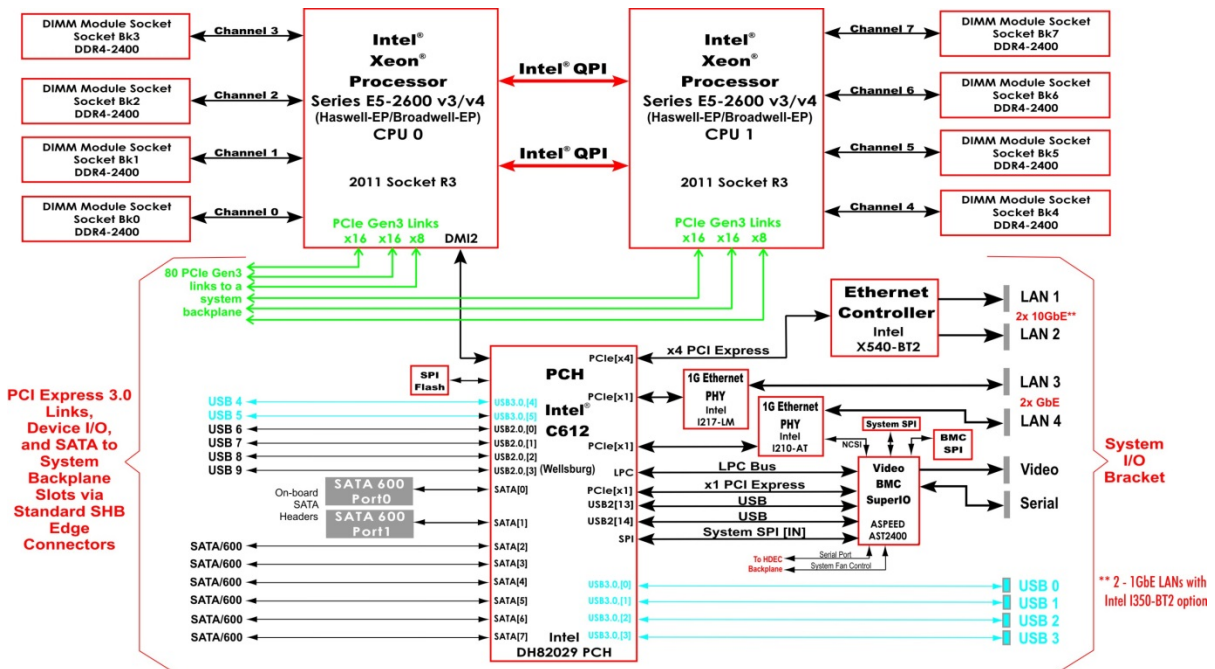 DIMM Module Socket
Socket Bk3
DDR4-2400
Channel 3
DIMM Module Socket
Socket Bk2
DDR4-2400
Channel 2
DIMM Module Socket
Socket Bk1
DDR4-2400
Channel 1
DIMM Module Socket
Socket Bk0
DDR4-2400
Channel 0
Intel®
Xeon®
Processor
Series E5-2600 v3/v4
(Haswell-EP/Broadwell-EP)
CPU 0
2011 Socket R3
PCIe Gen3 Links
x16 x16 x8 DMI2
Intel® QPI
Intel® QPI
Intel®
Xeon®
Processor
Series E5-2600 v3/v4
(Haswell-EP/Broadwell-EP)
CPU 1
2011 Socket R3
PCIe Gen3 Links
x16 x16 x8
Channel 7
DIMM Module Socket
Socket Bk7
DDR4-2400
Channel 6
DIMM Module Socket
Socket Bk6
DDR4-2400
Channel 5
DIMM Module Socket
Socket Bk5
DDR4-2400
Channel 4
DIMM Module Socket
Socket Bk4
DDR4-2400
80 PCIe Gen3
links to a
system
backplane
PCI Express 3.0
Links,
Device I/O,
and SATA to
System
Backplane
Slots via
Standard SHB
Edge
Connectors
SPI
Flash
USB 4
USB 5
USB 6
USB 7
USB 8
USB 9
On-board
SATA
Headers
SATA 600
Port0
SATA 600
Port1
SATA/600
SATA/600
SATA/600
SATA/600
SATA/600
SATA/600
PCH
Intel®
C612
(Wellsburg)
USB3.0,[4]
USB3.0,[5]
USB2.0,[0]
USB2.0,[1]
USB2.0,[2]
USB2.0,[3]
SATA[0]
SATA[1]
SATA[2]
SATA[3]
SATA[4]
SATA[5]
SATA[6]
SATA[7]
PCIe[x4]
PCIe[x1]
PCIe[x1]
LPC
PCIe[x1]
USB2[13]
USB2[14]
SPI
USB3.0,[0]
USB3.0,[1]
USB3.0,[2]
USB3.0,[3]
Intel
DH82029 PCH
x4 PCI Express
LPC Bus
x1 PCI Express
USB
USB
System SPI [IN]
Ethernet
Controller
Intel
X540-BT2
1G Ethernet
PHY
Intel
I217-LM
1G Ethernet
PHY
Intel
I210-AT
NCSI
System SPI
BMC
SPI
Video
BMC
SuperIO
ASPEED
AST2400
To HDEC
Backplane
Serial Port
System Fan Control
LAN 1
2x 10GbE**
LAN 2
LAN 3
2x GbE
LAN 4
Video
Serial
USB 0
USB 1
USB 2
USB 3
System
I/O
Bracket
** 2 - 1GbE LANs with
Intel I350-BT2 option